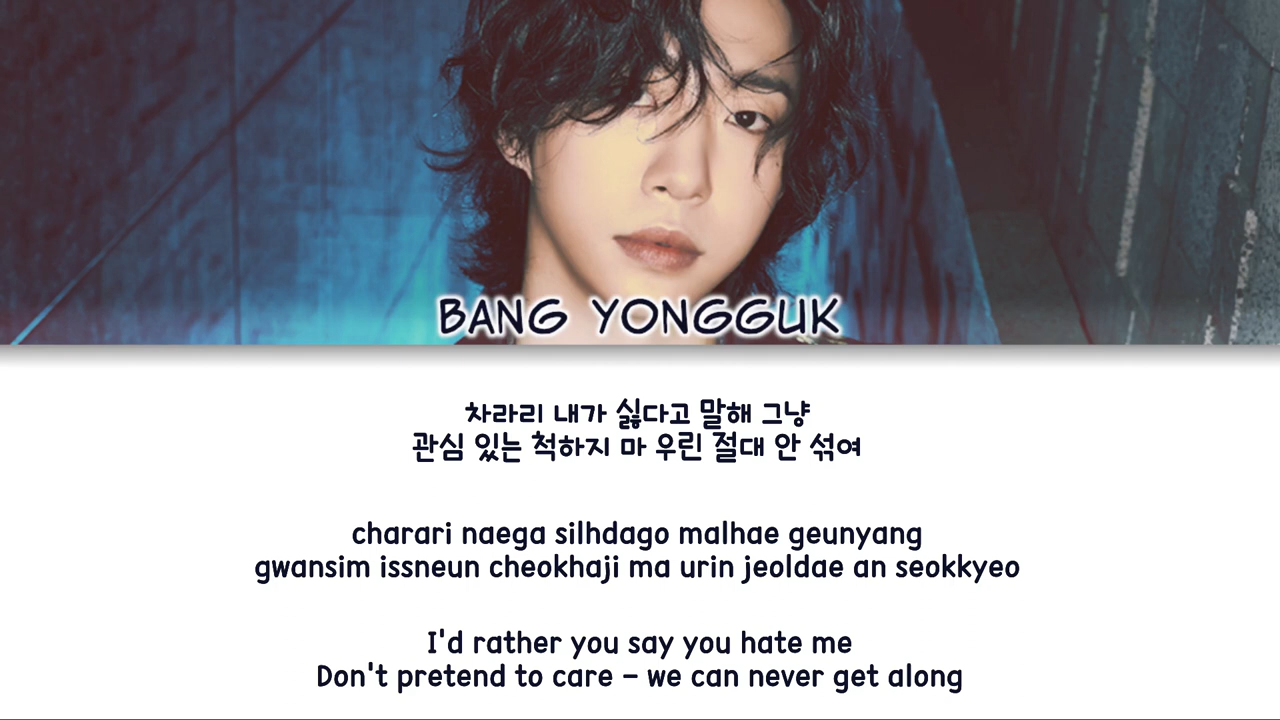 BANG YONGGUK
차라리 내가 싫다고 말해 그냥
관심 있는 척하지 마 우린 절대 안 섞여
charari naega silhdago malhae geunyang
gwansim issneun cheokhaji ma urin jeoldae an seokkyeo
I'd rather you say you hate me
Don't pretend to care – we can never get along